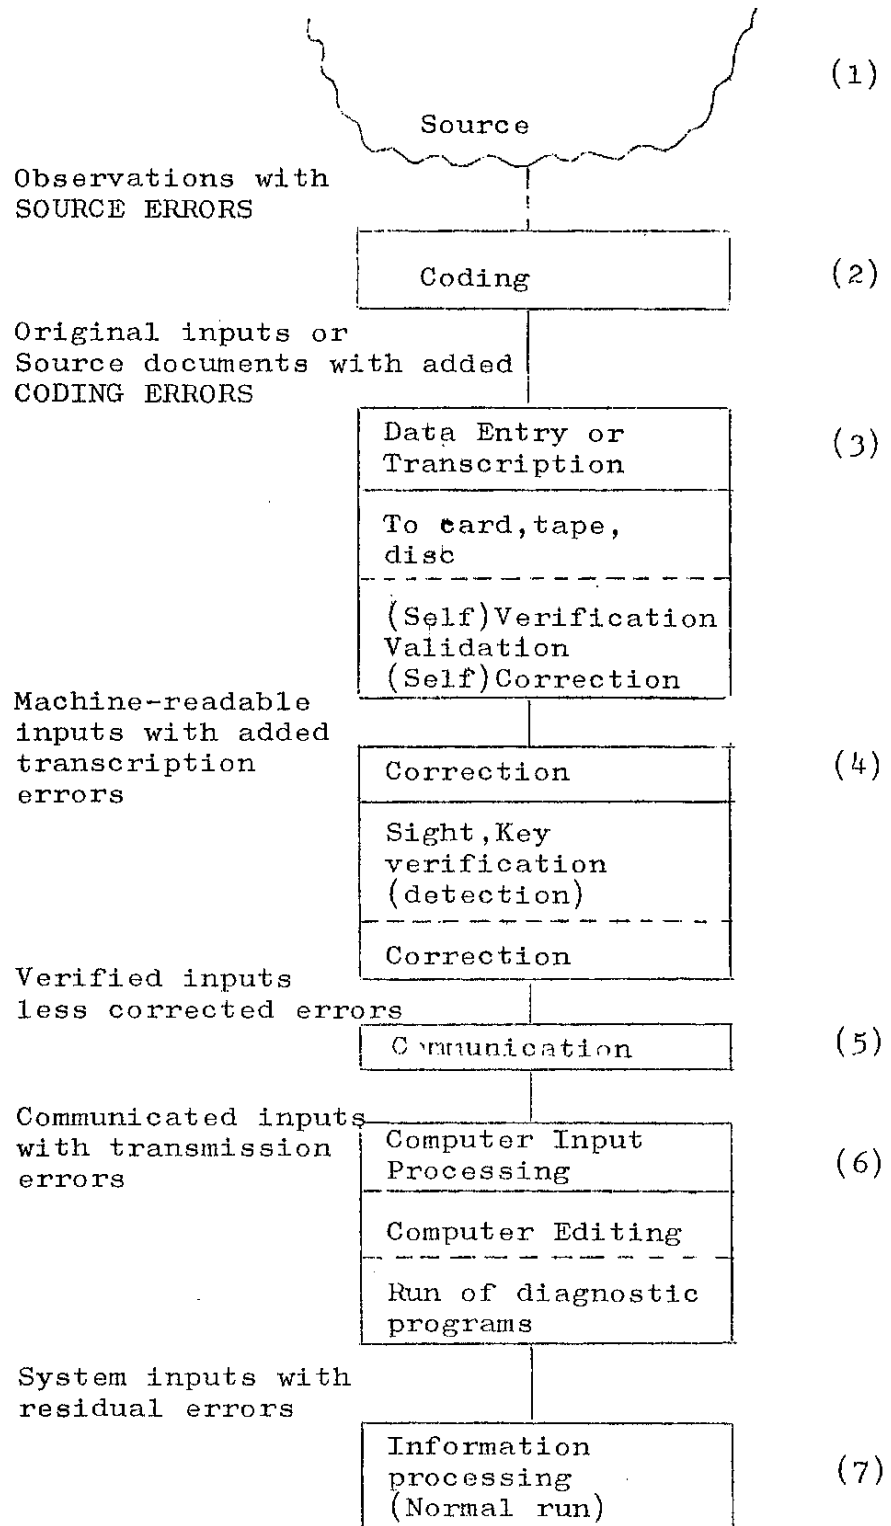 (1)
Source
Observations with
SOURCE ERRORS
Coding
(2)
Original inputs or
Source documents with added
CODING ERRORS
Data Entry or
Transcription
(3)
To card,tape,
disc
(Self)Verification
Validation
(Self)Correction
Machine-readable
inputs with added
transcription
errors
Correction
(4)
Sight,Key
verification
(detection)
Correction
Verified inputs
less corrected errors
Communication
(5)
Communicated inputs
with transmission
errors
Computer Input
Processing
(6)
Computer Editing
Run of diagnostic
programs
System inputs with
residual errors
Information
processing
(Normal run)
(7)